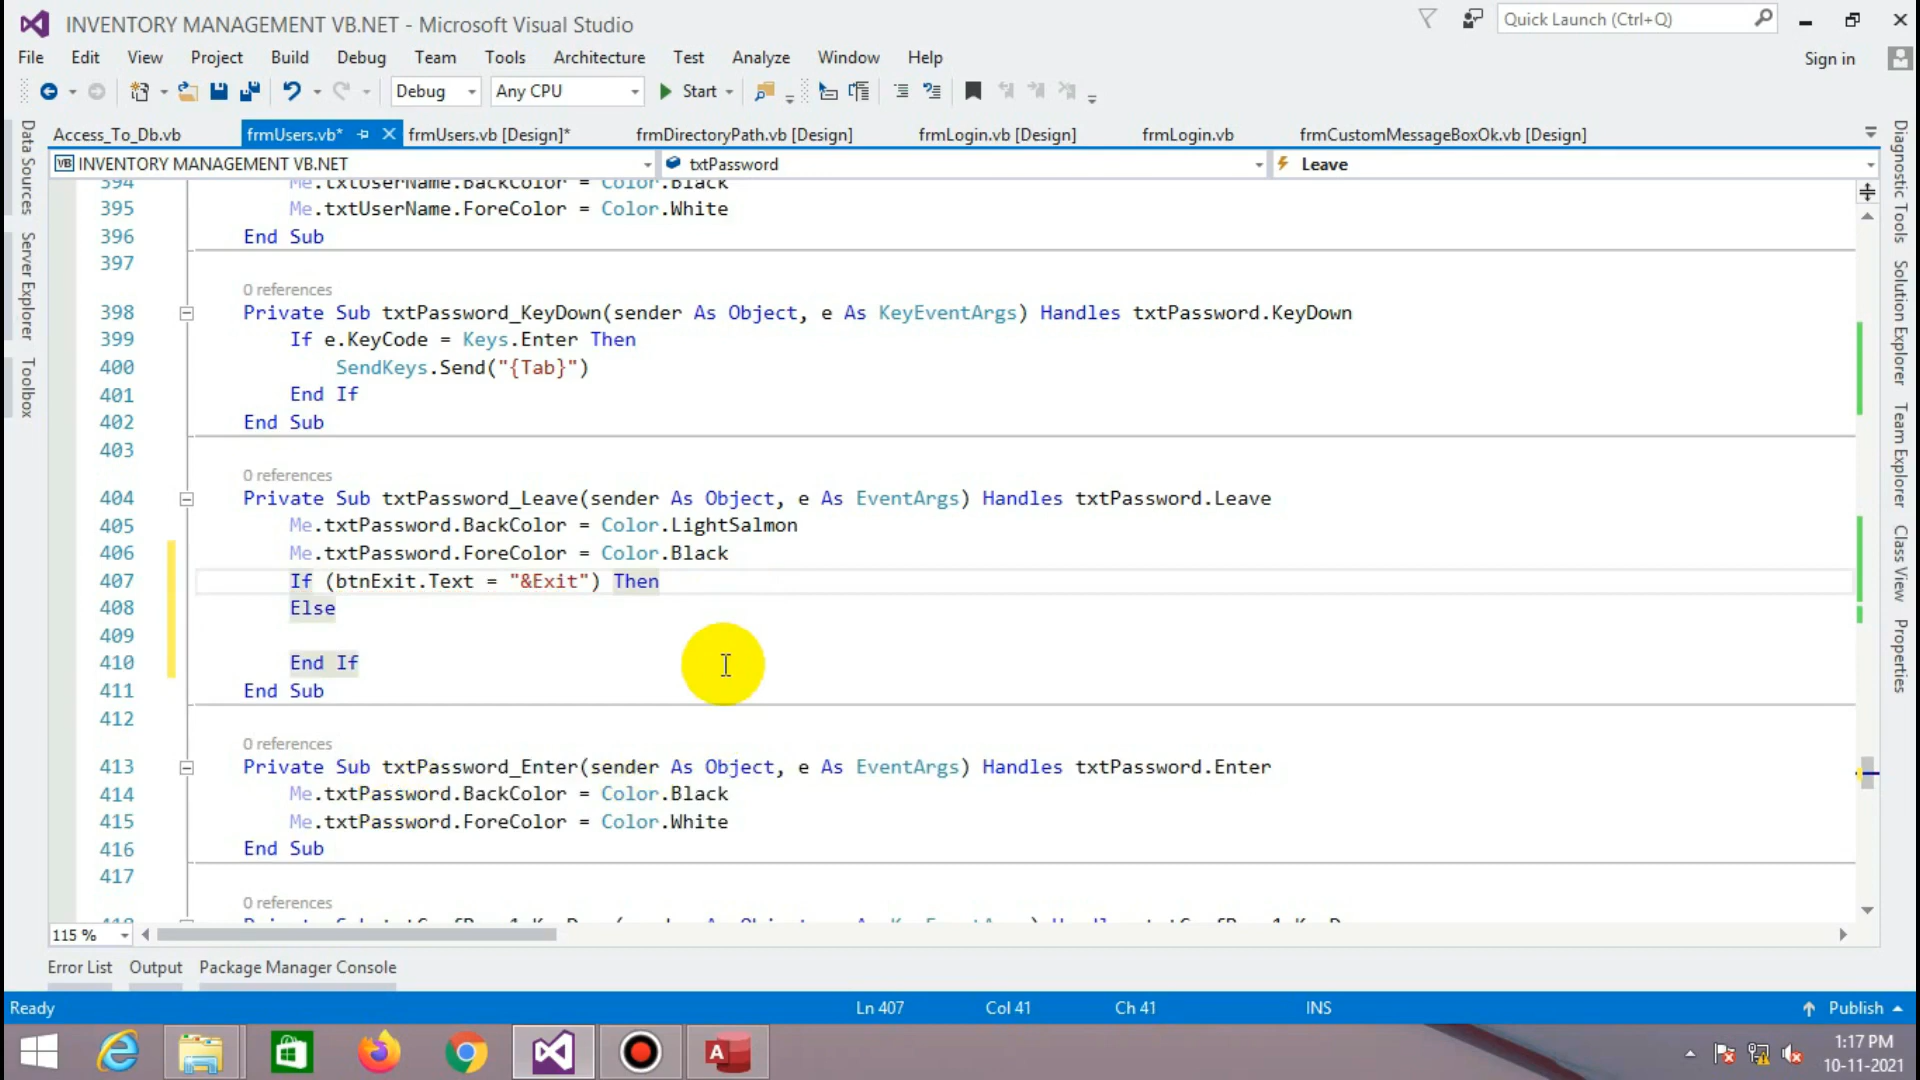 INVENTORY MANAGEMENT VB.NET - Microsoft Visual Studio
Quick Launch (Ctrl+Q)
File Edit View Project Build Debug Team Tools Architecture Test Analyze Window Help
Sign in
Debug Any CPU Start
Access_To_Db.vb frmUsers.vb* frmUsers.vb [Design]* frmDirectoryPath.vb [Design] frmLogin.vb [Design] frmLogin.vb frmCustomMessageBoxOk.vb [Design]
VB INVENTORY MANAGEMENT VB.NET txtPassword Leave
Data Sources
Server Explorer
Toolbox
394 Me.txtUserName.BackColor = Color.Black
395 Me.txtUserName.ForeColor = Color.White
396 End Sub
397
0 references
398 Private Sub txtPassword_KeyDown(sender As Object, e As KeyEventArgs) Handles txtPassword.KeyDown
399 If e.KeyCode = Keys.Enter Then
400 SendKeys.Send("{Tab}")
401 End If
402 End Sub
403
0 references
404 Private Sub txtPassword_Leave(sender As Object, e As EventArgs) Handles txtPassword.Leave
405 Me.txtPassword.BackColor = Color.LightSalmon
406 Me.txtPassword.ForeColor = Color.Black
407 If (btnExit.Text = "&Exit") Then
408 Else
409
410 End If
411 End Sub
412
0 references
413 Private Sub txtPassword_Enter(sender As Object, e As EventArgs) Handles txtPassword.Enter
414 Me.txtPassword.BackColor = Color.Black
415 Me.txtPassword.ForeColor = Color.White
416 End Sub
417
0 references
Diagnostic Tools
Solution Explorer
Team Explorer
Class View
Properties
115 %
Error List Output Package Manager Console
Ready Ln 407 Col 41 Ch 41 INS Publish
A
1:17 PM
10-11-2021